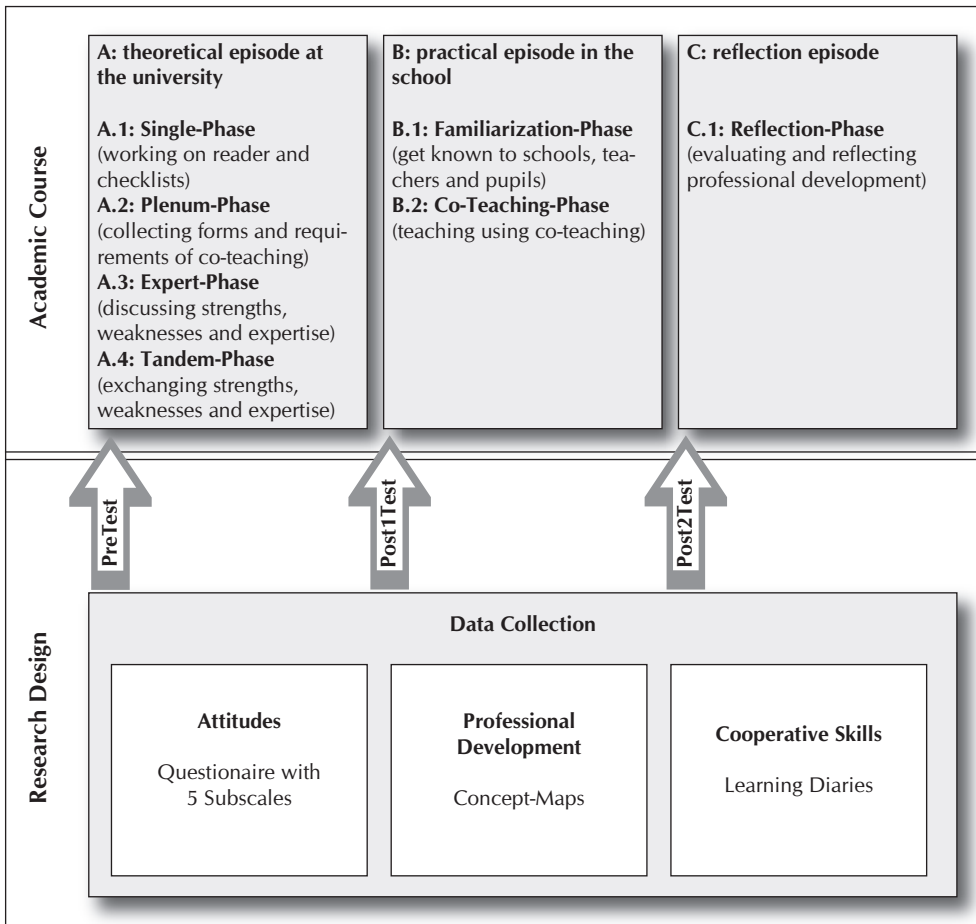 Academic Course
A: theoretical episode at
the university
A.1: Single-Phase
(working on reader and
checklists)
A.2: Plenum-Phase
(collecting forms and requi-
rements of co-teaching)
A.3: Expert-Phase
(discussing strengths,
weaknesses and expertise)
A.4: Tandem-Phase
(exchanging strengths,
weaknesses and expertise)
B: practical episode in the
school
B.1: Familiarization-Phase
(get known to schools, tea-
chers and pupils)
B.2: Co-Teaching-Phase
(teaching using co-teaching)
C: reflection episode
C.1: Reflection-Phase
(evaluating and reflecting
professional development)
PreTest
Post1Test
Post2Test
Research Design
Data Collection
Attitudes
Questionaire with
5 Subscales
Professional
Development
Concept-Maps
Cooperative Skills
Learning Diaries